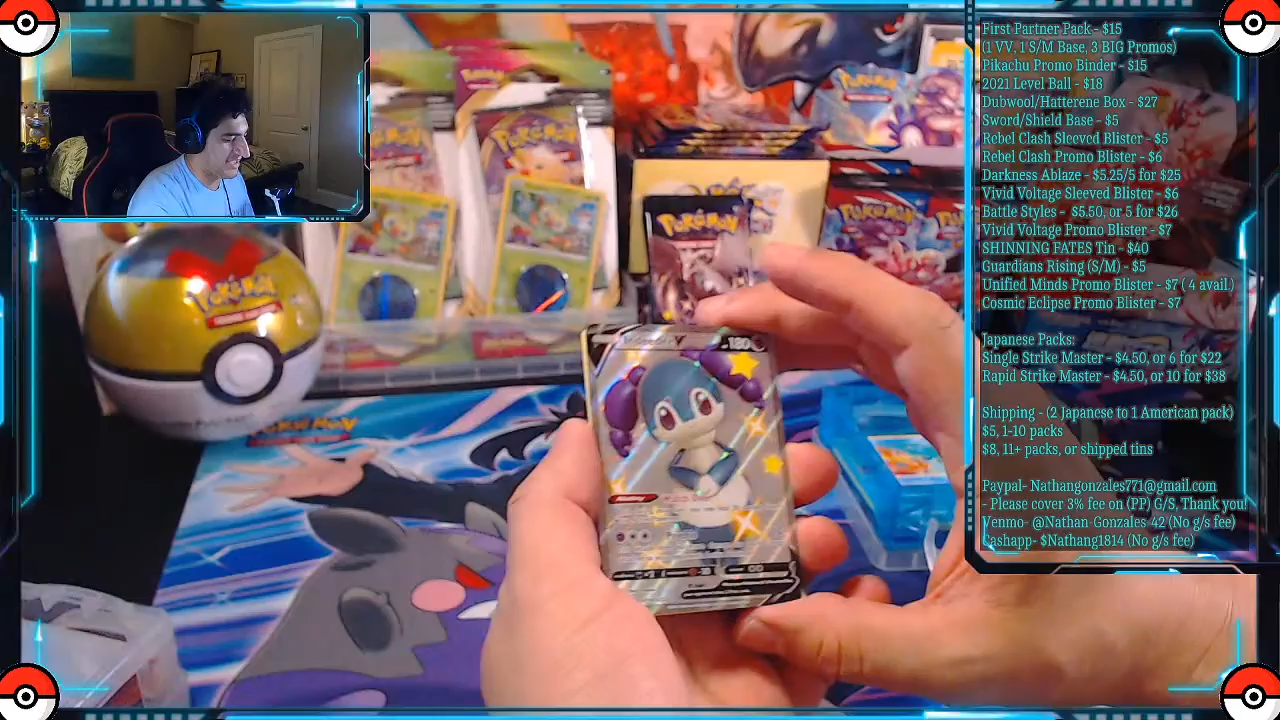 First Partner Pack - $15
(1 VV, 1 S/M Base, 3 BIG Promos)
Pikachu Promo Binder - $15
2021 Level Ball - $18
Dubwool/Hatterene Box - $27
Sword/Shield Base - $5
Rebel Clash Sleeved Blister - $5
Rebel Clash Promo Blister - $6
Darkness Ablaze - $5.25/5 for $25
Vivid Voltage Sleeved Blister - $6
Battle Styles - $5.50, or 5 for $26
Vivid Voltage Promo Blister - $7
SHINNING FATES Tin - $40
Guardians Rising (S/M) - $5
Unified Minds Promo Blister - $7 ( 4 avail.)
Cosmic Eclipse Promo Blister - $7
Japanese Packs:
Single Strike Master - $4.50, or 6 for $22
Rapid Strike Master - $4.50, or 10 for $38
Shipping - (2 Japanese to 1 American pack)
$5, 1-10 packs
$8, 11+ packs, or shipped tins
Paypal- Nathangonzales771@gmail.com
- Please cover 3% fee on (PP) G/S, Thank you!
Venmo- @Nathan-Gonzales-42 (No g/s fee)
Cashapp- $Nathang1814 (No g/s fee)
Pokémon
Pokémon
Pokémon
Pokémon
POKÉMON
V
180